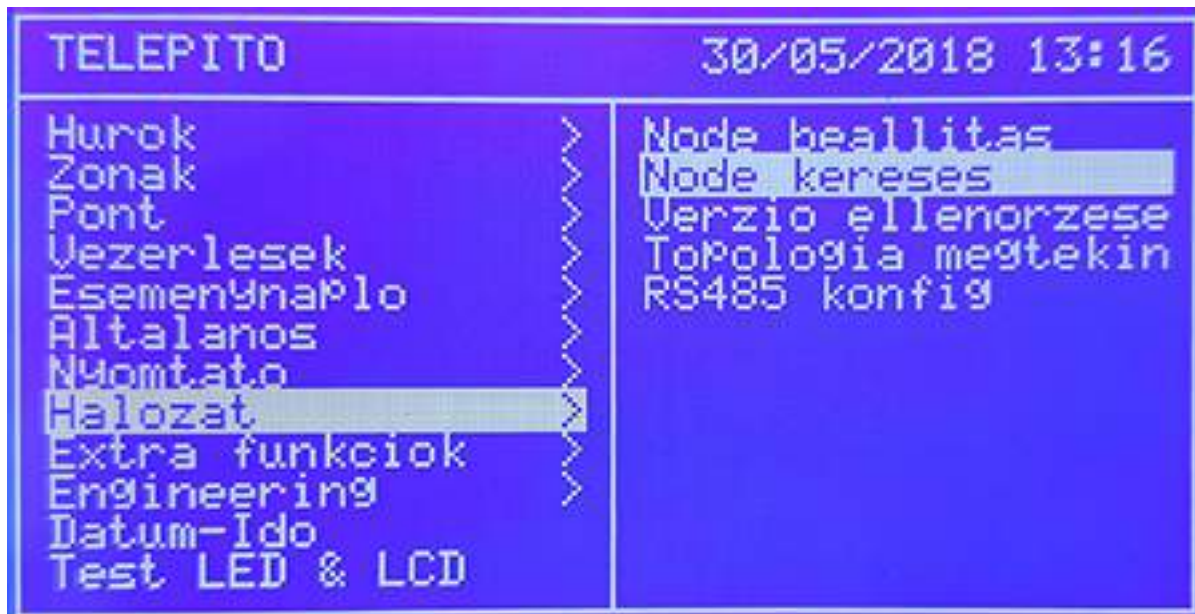 TELEPITO 30/05/2018 13:16
Hurok >
Zonak >
Pont >
Vezerlesek >
Esemenynaplo >
Altalanos >
Nyomtato >
Halozat >
Extra funkciok >
Engineering >
Datum-Ido
Test LED & LCD
Node beallitas
Node kereses
Verzio ellenorzese
Topologia megtekin
RS485 konfig